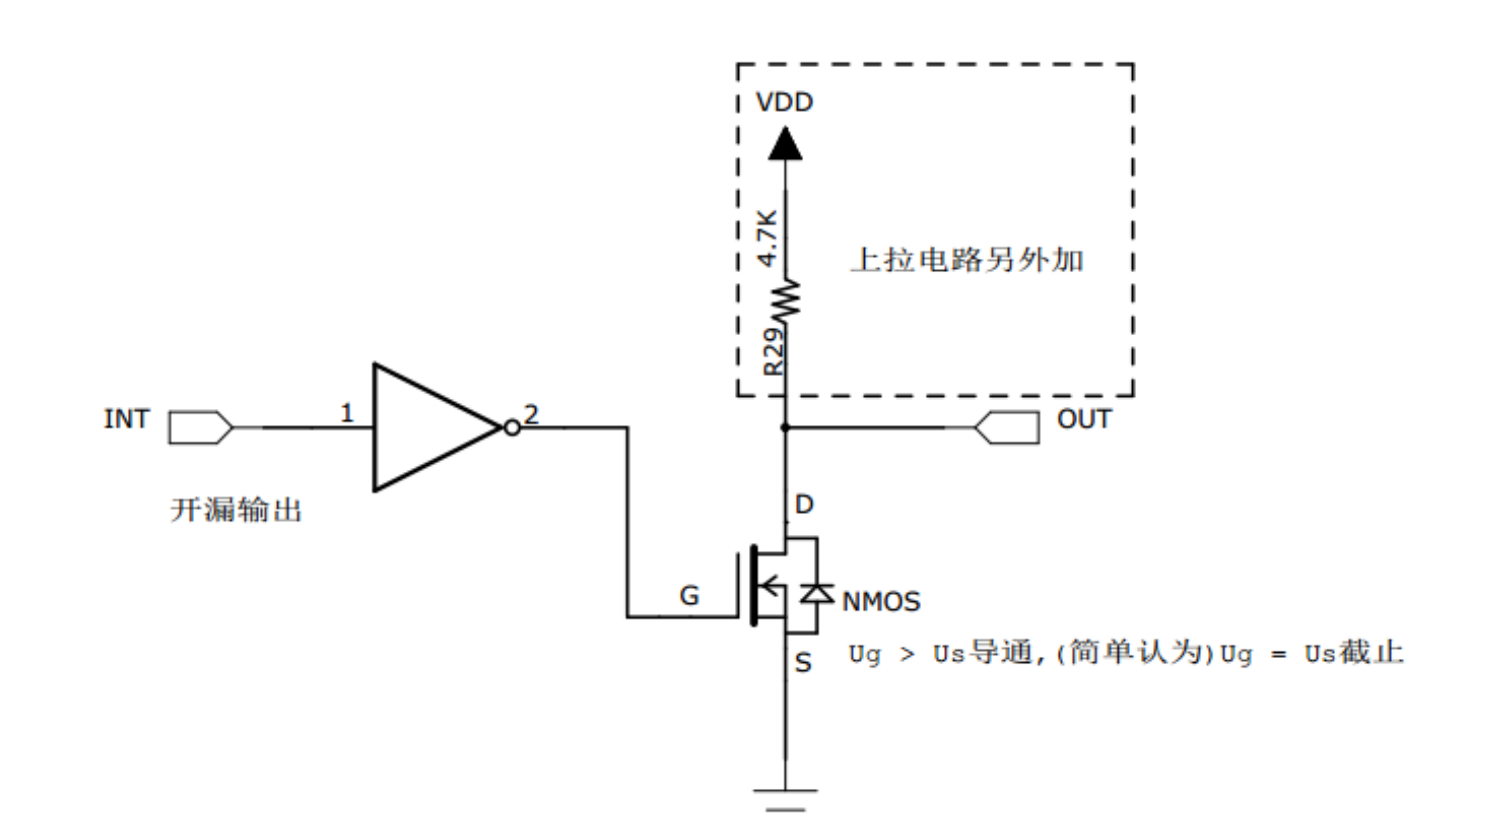 VDD
4.7K
上拉电路另外加
R29
INT
1
2
OUT
开漏输出
D
G
NMOS
S
Ug > Us导通,(简单认为)Ug = Us截止